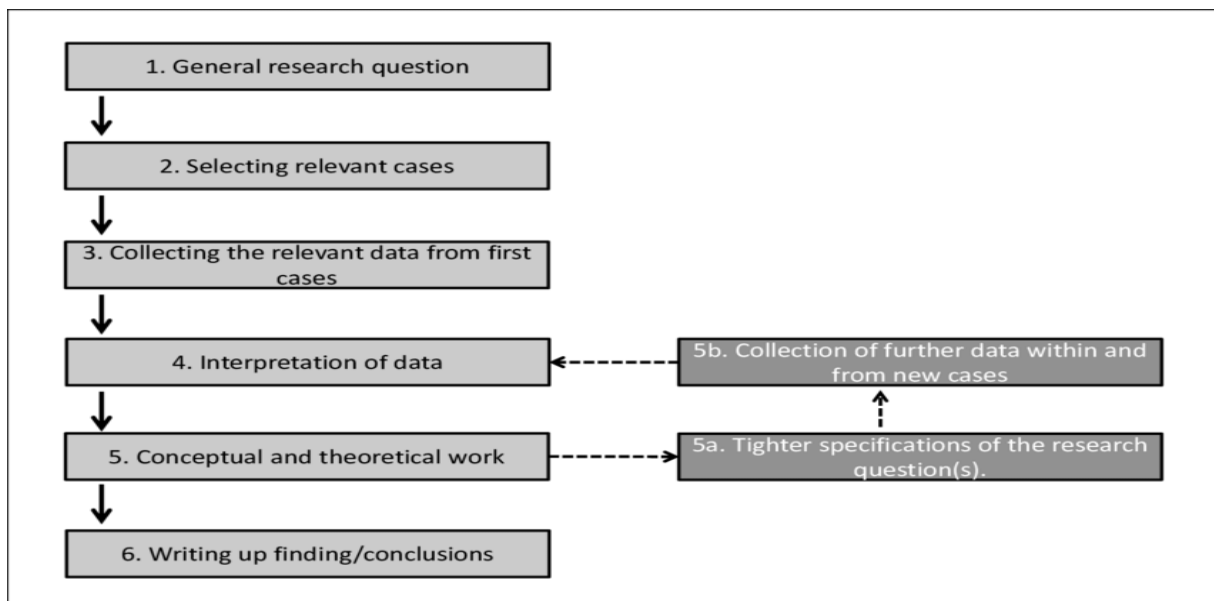 1. General research question
2. Selecting relevant cases
3. Collecting the relevant data from first
cases
4. Interpretation of data
5b. Collection of further data within and
from new cases
5. Conceptual and theoretical work
5a. Tighter specifications of the research
question(s).
6. Writing up finding/conclusions